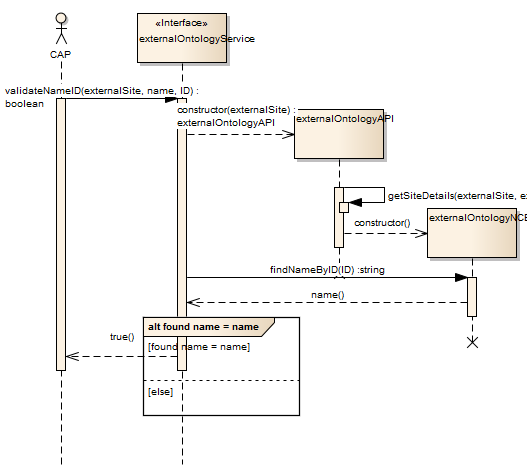 «Interface»
externalOntologyService
CAP
validateNameID(externalSite, name, ID) :
boolean
constructor(externalSite) :
externalOntologyAPI
externalOntologyAPI
getSiteDetails(externalSite, e
constructor()
externalOntologyNCB
findNameByID(ID) :string
name()
alt found name = name
true()
[found name = name]
[else]